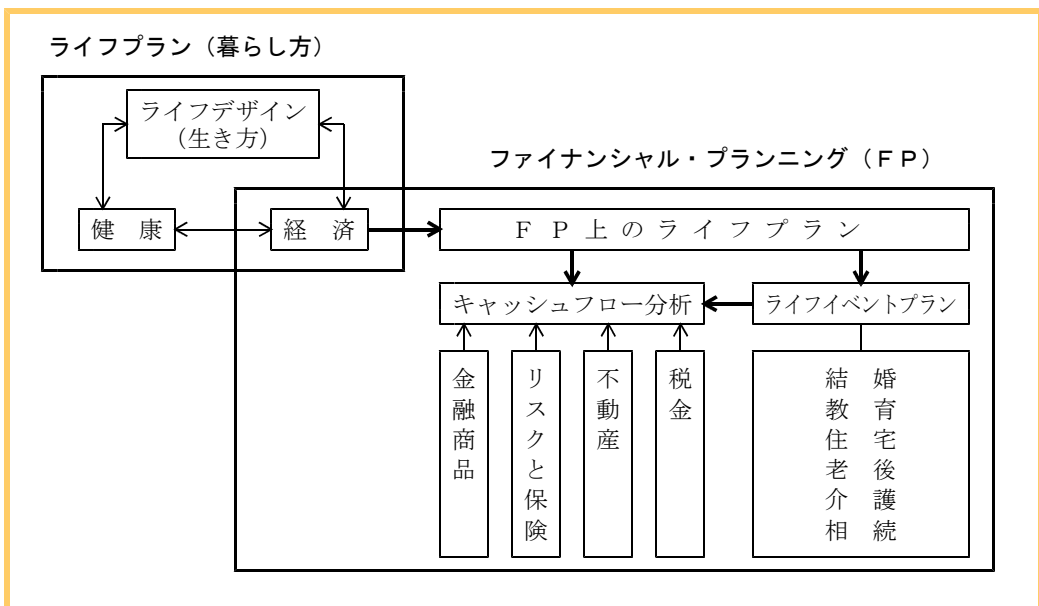 ライフプラン（暮らし方）
ライフデザイン
（生き方）
ファイナンシャル・プランニング（ＦＰ）
健　康
経　済
ＦＰ上のライフプラン
キャッシュフロー分析
ライフイベントプラン
金融商品
リスクと保険
不動産
税金
結　婚
教　育
住　宅
老　後
介　護
相　続